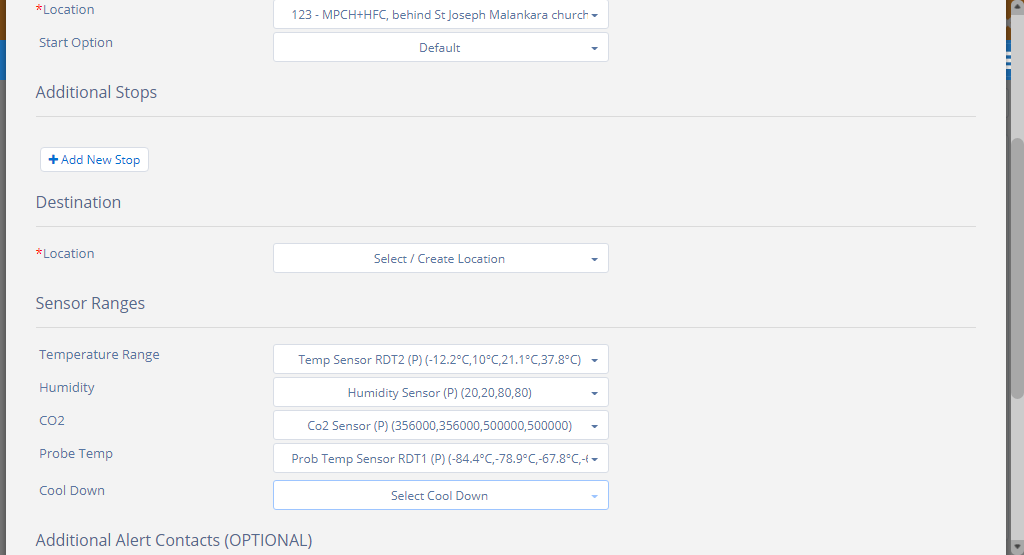 *Location
123 - MPCH+HFC, behind St Joseph Malankara church
Start Option
Default
Additional Stops
Add New Stop
Destination
*Location
Select / Create Location
Sensor Ranges
Temperature Range
Temp Sensor RDT2 (P) (-12.2°C,10°C,21.1°C,37.8°C)
Humidity
Humidity Sensor (P) (20,20,80,80)
CO2
Co2 Sensor (P) (356000,356000,500000,500000)
Probe Temp
Prob Temp Sensor RDT1 (P) (-84.4°C,-78.9°C,-67.8°C,-
Cool Down
Select Cool Down
Additional Alert Contacts (OPTIONAL)